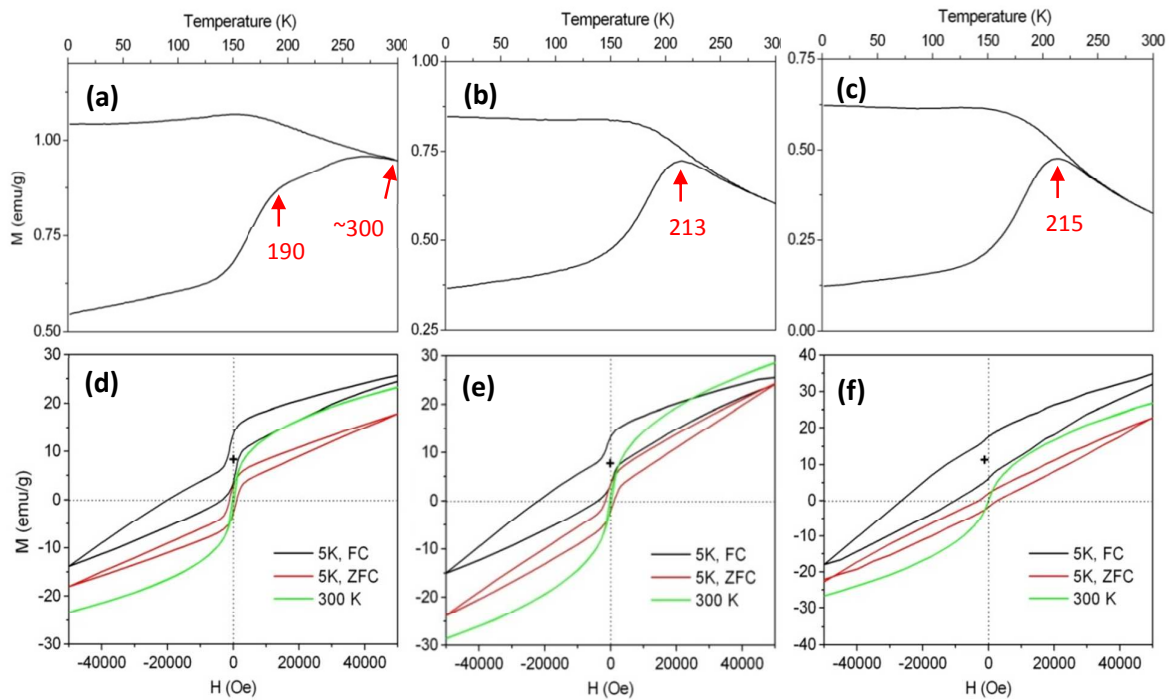 Temperature (K)
0 50 100 150 200 250 300
Temperature (K)
0 50 100 150 200 250 300
Temperature (K)
0 50 100 150 200 250 300
(a)
1.00
0.75
0.50
M (emu/g)
190
~300
(b)
1.00
0.75
0.50
0.25
213
(c)
0.75
0.50
0.25
0.00
215
(d)
30
20
10
0
-10
-20
-30
M (emu/g)
5K, FC
5K, ZFC
300 K
-40000 -20000 0 20000 40000
H (Oe)
(e)
30
20
10
0
-10
-20
-30
5K, FC
5K, ZFC
300 K
-40000 -20000 0 20000 40000
H (Oe)
(f)
40
30
20
10
0
-10
-20
-30
40
5K, FC
5K, ZFC
300 K
-40000 -20000 0 20000 40000
H (Oe)